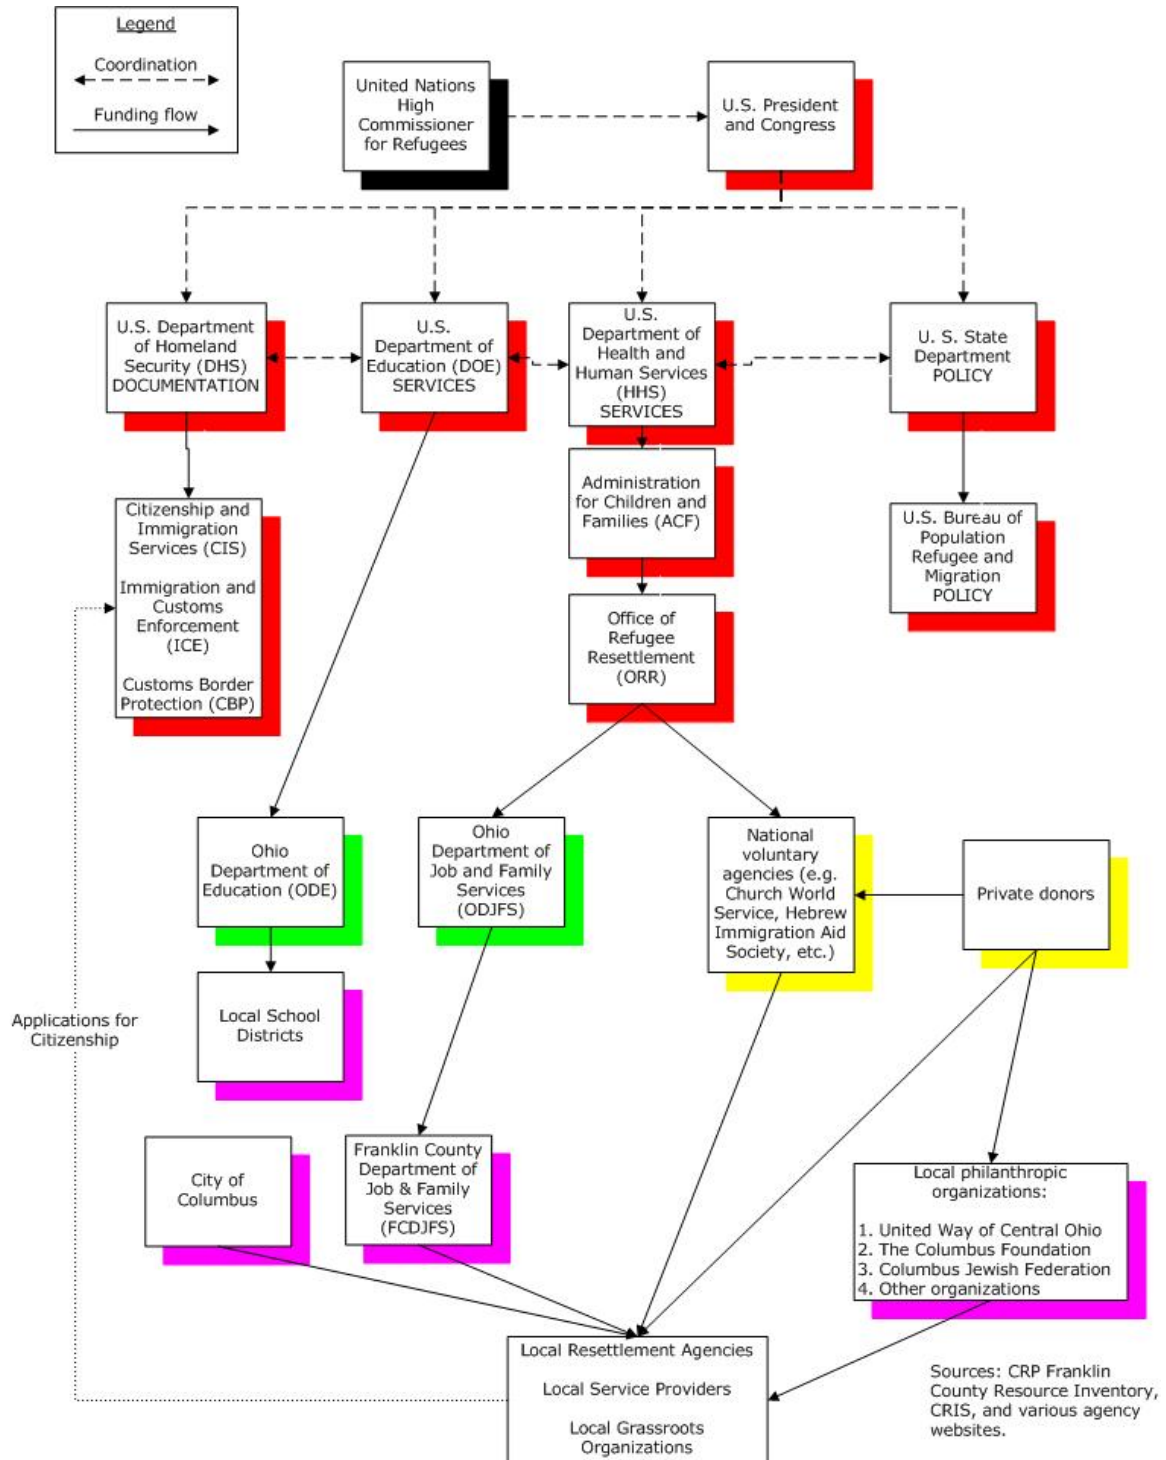 Legend
Coordination
Funding flow
United Nations
High
Commissioner
for Refugees
U.S. President
and Congress
U.S. Department
of Homeland
Security (DHS)
DOCUMENTATION
U.S.
Department of
Education (DOE)
SERVICES
U.S.
Department of
Health and
Human Services
(HHS)
SERVICES
U. S. State
Department
POLICY
Citizenship and
Immigration
Services (CIS)
Immigration and
Customs
Enforcement
(ICE)
Customs Border
Protection (CBP)
Administration
for Children and
Families (ACF)
U.S. Bureau of
Population
Refugee and
Migration
POLICY
Office of
Refugee
Resettlement
(ORR)
Ohio
Department of
Education (ODE)
Ohio
Department of
Job and Family
Services
(ODJFS)
National
voluntary
agencies (e.g.
Church World
Service, Hebrew
Immigration Aid
Society, etc.)
Private donors
Local School
Districts
Applications for
Citizenship
City of
Columbus
Franklin County
Department of
Job & Family
Services
(FCDJFS)
Local philanthropic
organizations:
1. United Way of Central Ohio
2. The Columbus Foundation
3. Columbus Jewish Federation
4. Other organizations
Local Resettlement Agencies
Local Service Providers
Local Grassroots
Organizations
Sources: CRP Franklin
County Resource Inventory,
CRIS, and various agency
websites.